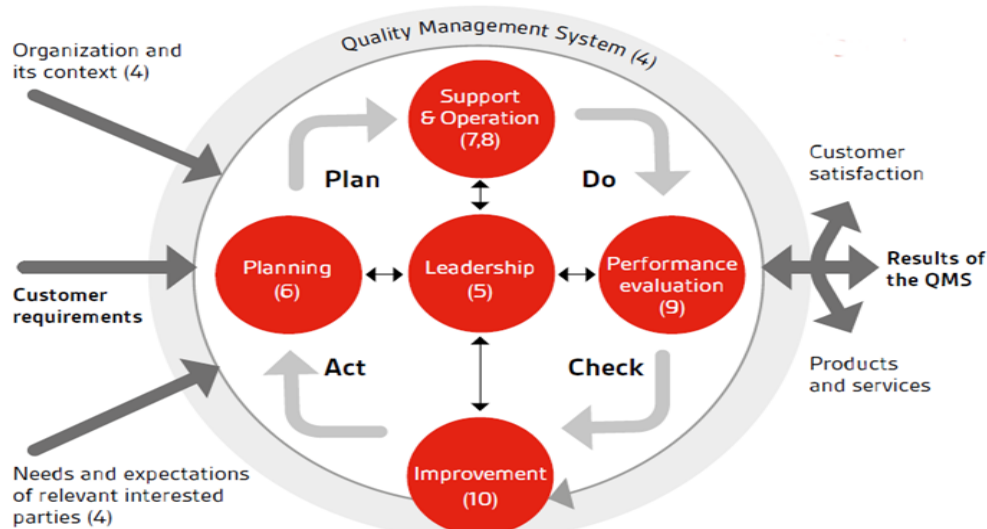 Quality Management System (4)
Organization and
its context (4)
Support
& Operation
(7,8)
Plan
Do
Customer
satisfaction
Planning
(6)
Leadership
(5)
Performance
evaluation
(9)
Results of
the QMS
Customer
requirements
Act
Check
Products
and services
Needs and expectations
of relevant interested
parties (4)
Improvement
(10)